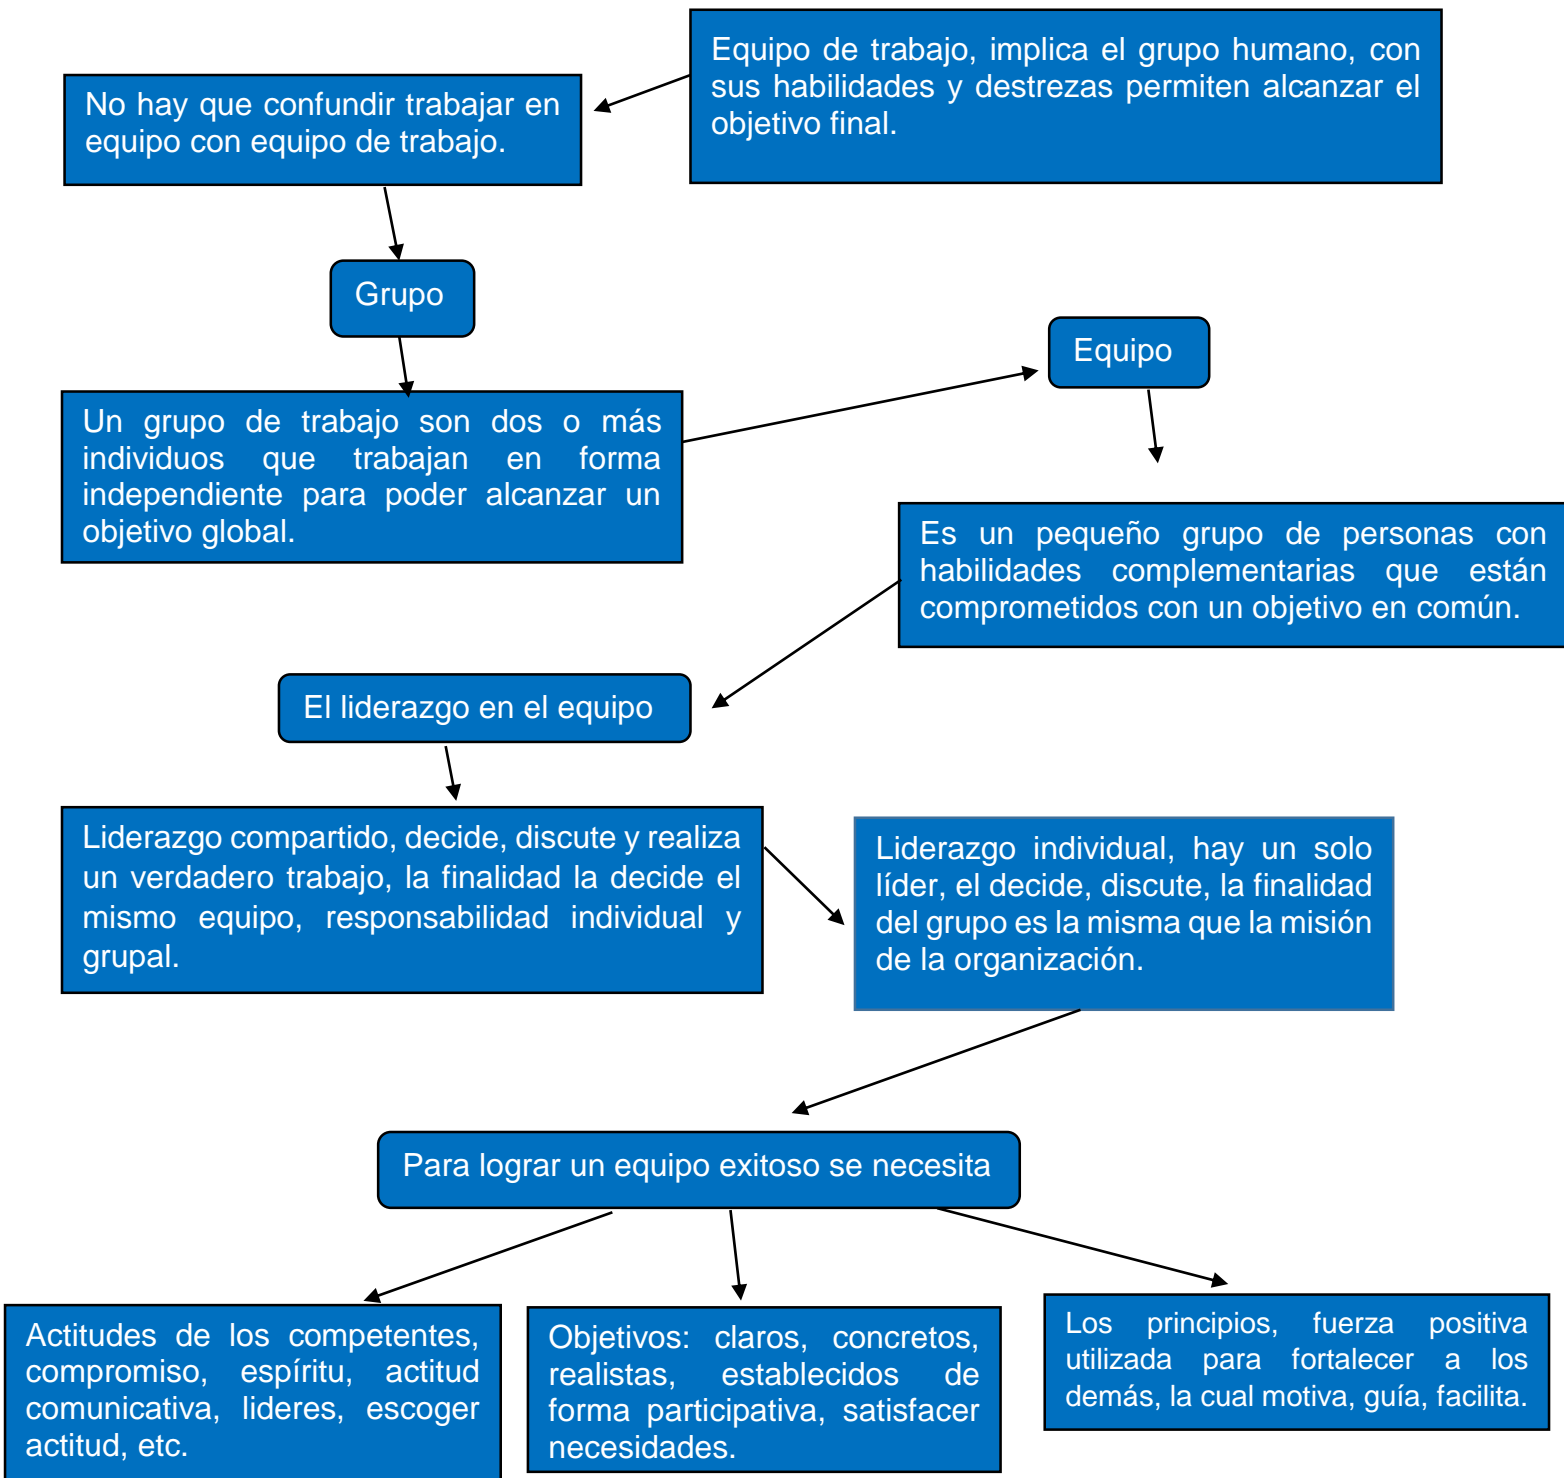 Equipo de trabajo, implica el grupo humano, con
sus habilidades y destrezas permiten alcanzar el
objetivo final.
No hay que confundir trabajar en
equipo con equipo de trabajo.
Grupo
Equipo
Un grupo de trabajo son dos o más
individuos que trabajan en forma
independiente para poder alcanzar un
objetivo global.
Es un pequeño grupo de personas con
habilidades complementarias que están
comprometidos con un objetivo en común.
El liderazgo en el equipo
Liderazgo compartido, decide, discute y realiza
un verdadero trabajo, la finalidad la decide el
mismo equipo, responsabilidad individual y
grupal.
Liderazgo individual, hay un solo
líder, el decide, discute, la finalidad
del grupo es la misma que la misión
de la organización.
Para lograr un equipo exitoso se necesita
Actitudes de los competentes,
compromiso, espíritu, actitud
comunicativa, lideres, escoger
actitud, etc.
Objetivos: claros, concretos,
realistas, establecidos de
forma participativa, satisfacer
necesidades.
Los principios, fuerza positiva
utilizada para fortalecer a los
demás, la cual motiva, guía, facilita.